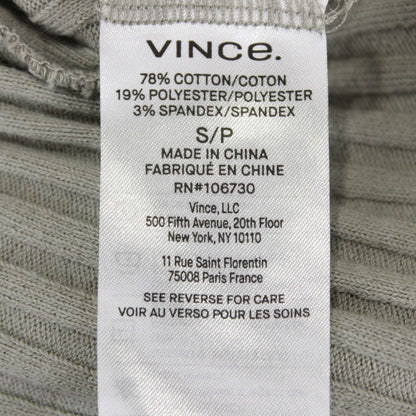 VINCE.
78% COTTON/COTON
19% POLYESTER/POLYESTER
3% SPANDEX/SPANDEX
S/P
MADE IN CHINA
FABRIQUÉ EN CHINE
RN#106730
Vince, LLC
500 Fifth Avenue, 20th Floor
New York, NY 10110
11 Rue Saint Florentin
75008 Paris France
SEE REVERSE FOR CARE
VOIR AU VERSO POUR LES SOINS